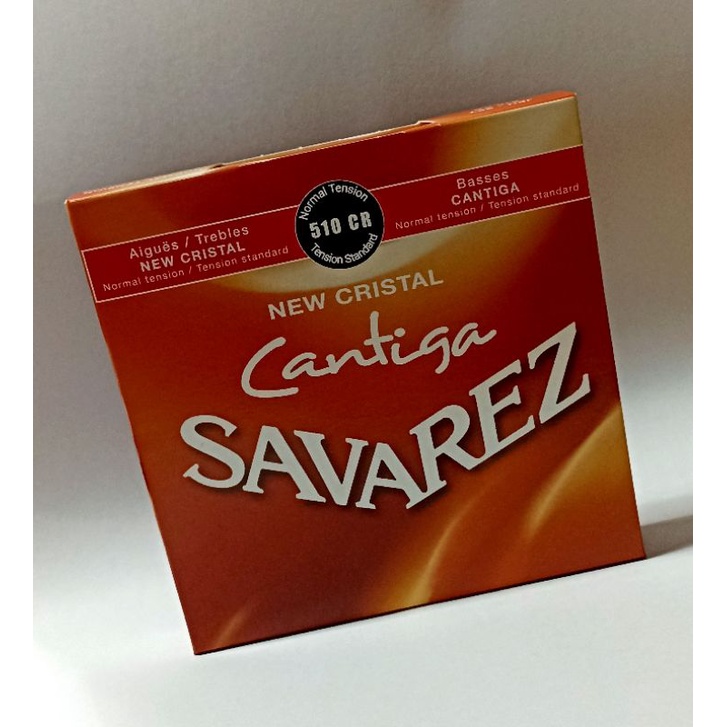 Aiguës / Trebles
NEW CRISTAL
Normal tension / Tension standard
Normal Tension
510 CR
Tension Standard
Basses
CANTIGA
Normal tension / Tension standard
NEW CRISTAL
Cantiga
SAVAREZ